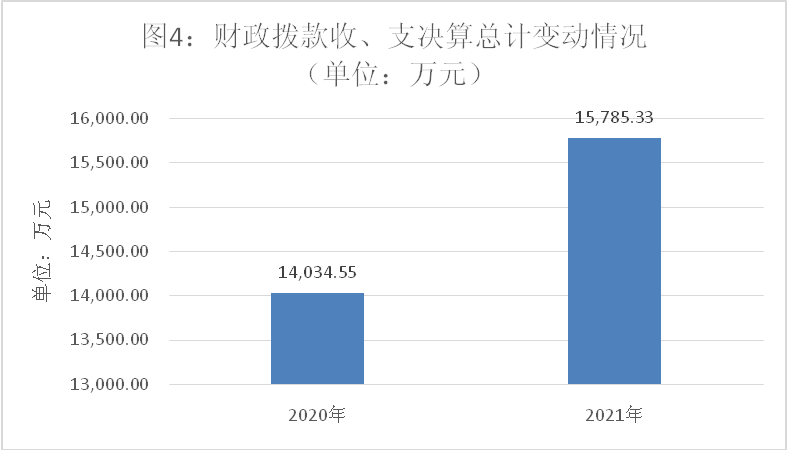 图4：财政拨款收、支决算总计变动情况
（单位：万元）
单位：万元
16,000.00
15,500.00
15,000.00
14,500.00
14,000.00
13,500.00
13,000.00
14,034.55
15,785.33
2020年
2021年